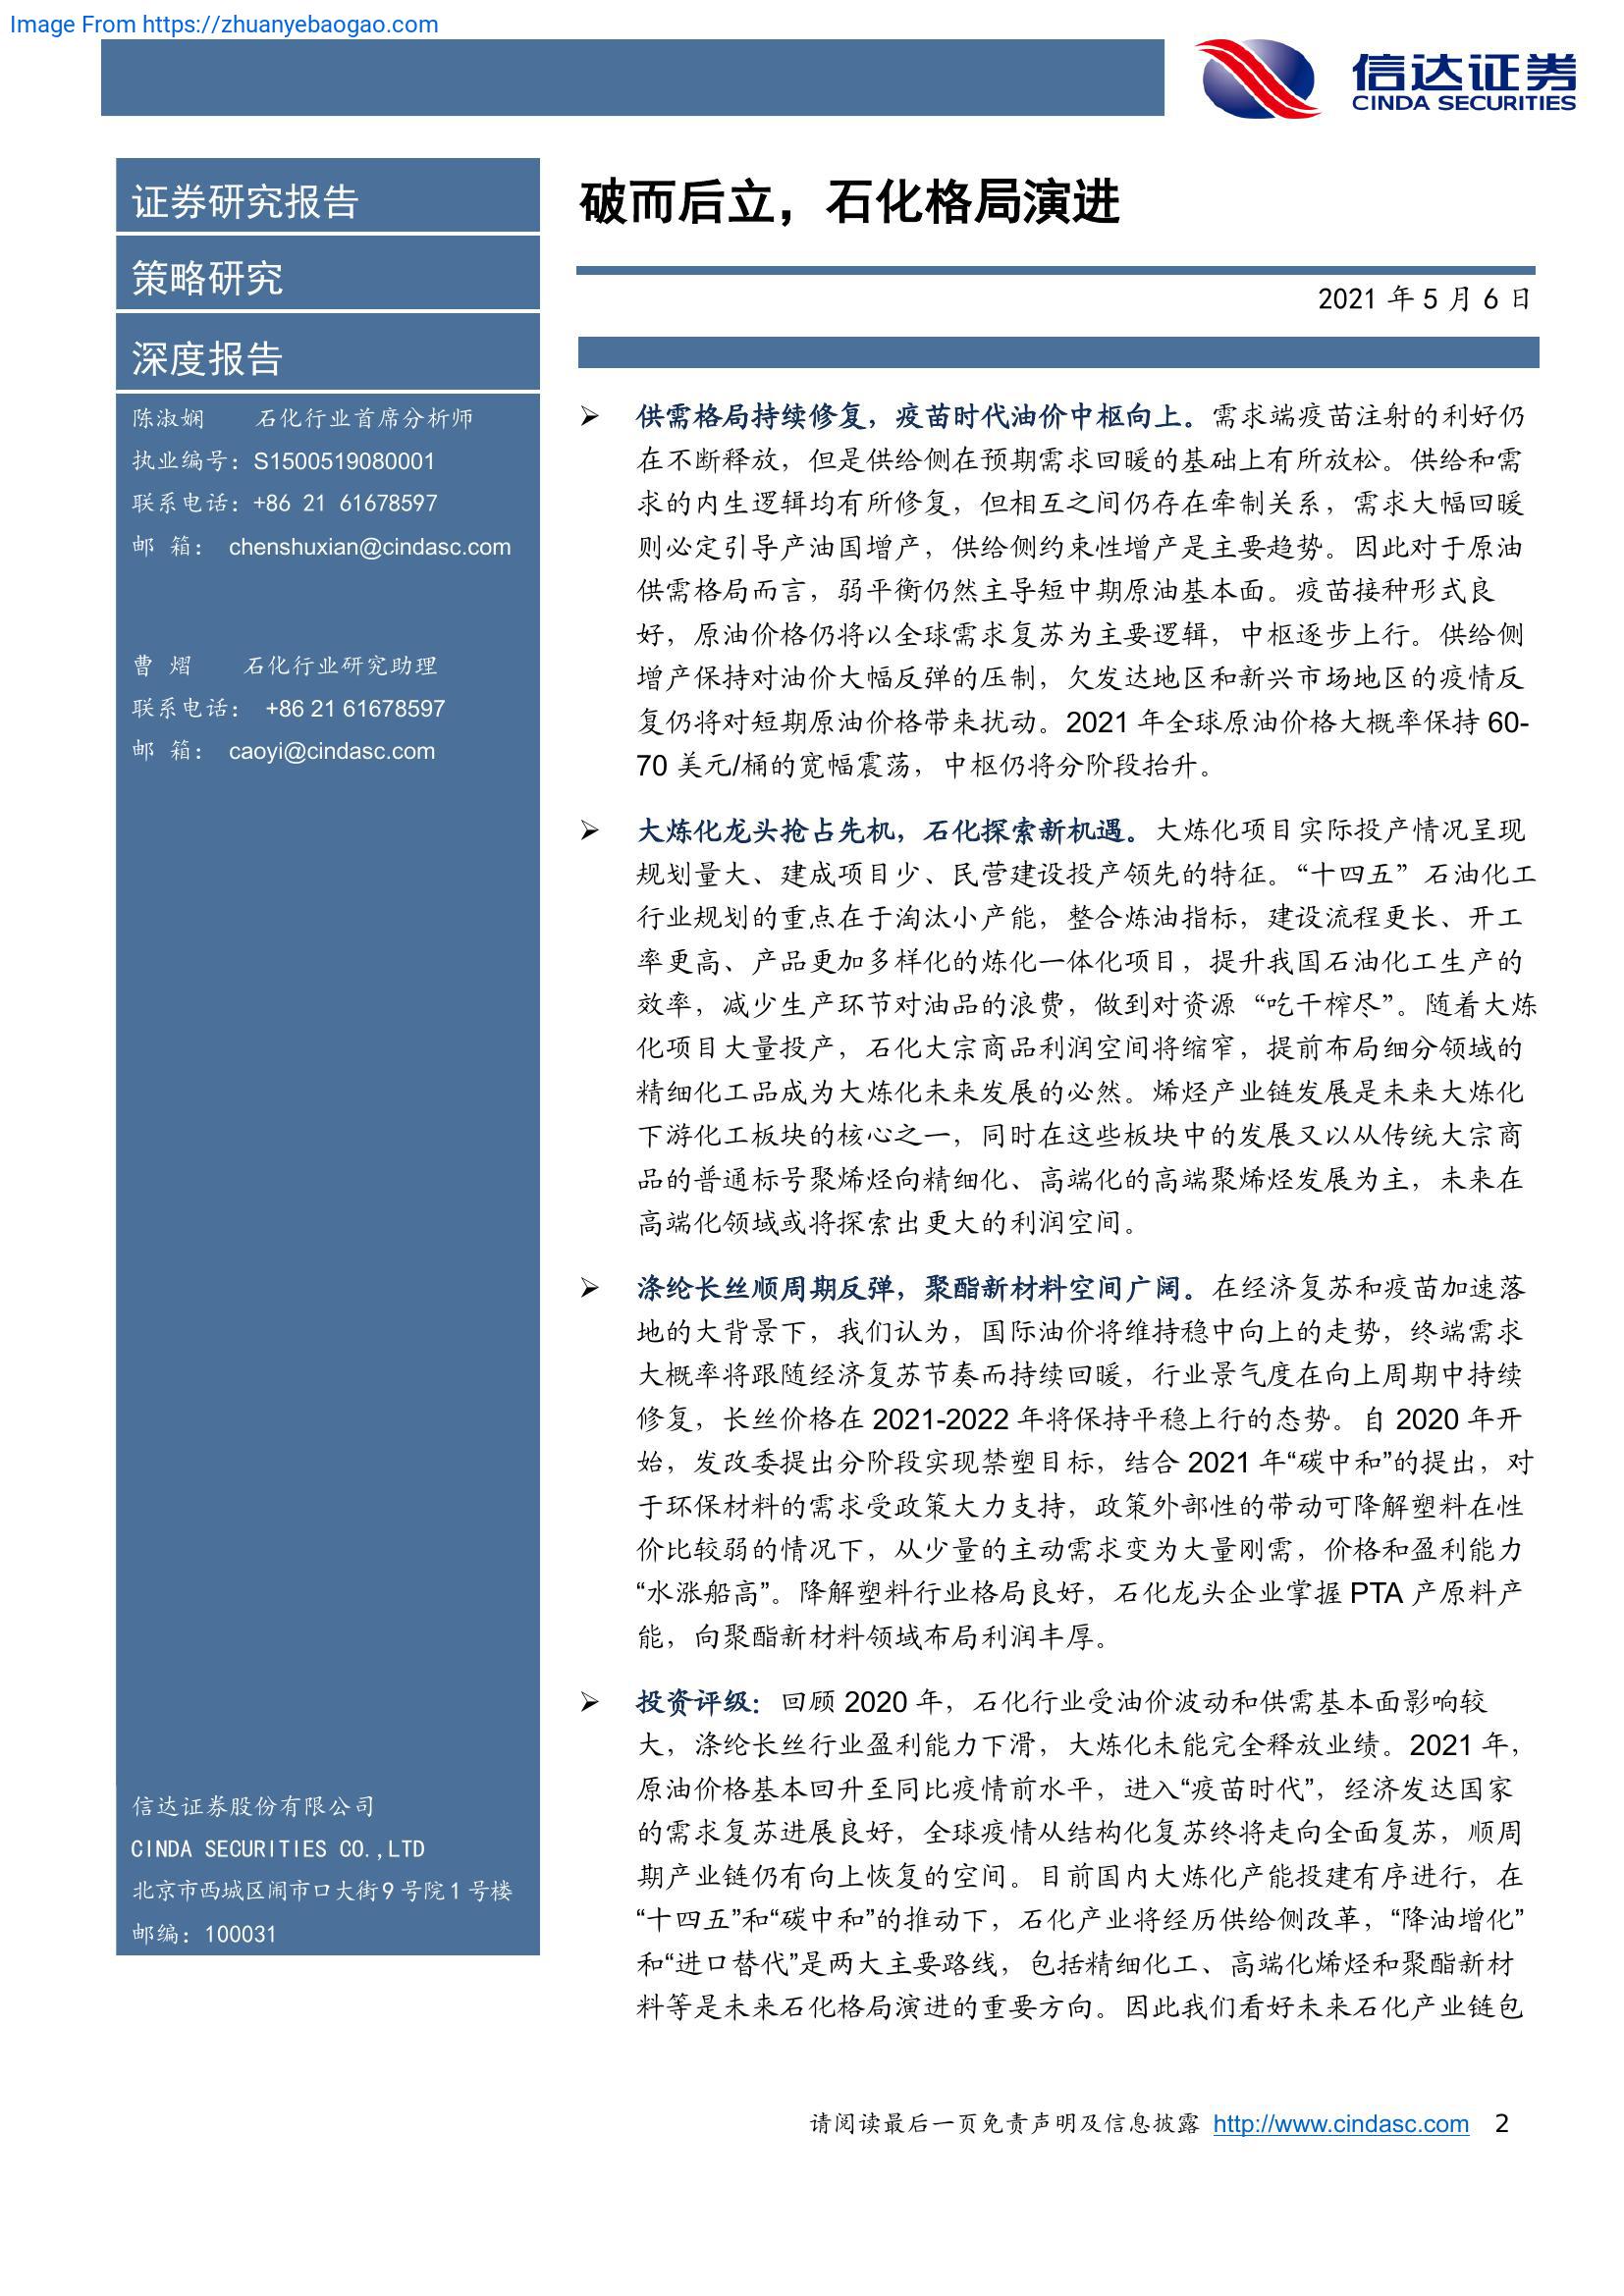 Image From https://zhuanyebaogao.com
信达证券
CINDA SECURITIES
证券研究报告
策略研究
深度报告
陈淑娴 石化行业首席分析师
执业编号：S1500519080001
联系电话：+86 21 61678597
邮 箱： chenshuxian@cindasc.com
曹 熠 石化行业研究助理
联系电话： +86 21 61678597
邮 箱： caoyi@cindasc.com
信达证券股份有限公司
CINDA SECURITIES CO.,LTD
北京市西城区闹市口大街9号院1号楼
邮编：100031
破而后立，石化格局演进
2021 年 5 月 6 日
➢ 供需格局持续修复，疫苗时代油价中枢向上。需求端疫苗注射的利好仍
在不断释放，但是供给侧在预期需求回暖的基础上有所放松。供给和需
求的内生逻辑均有所修复，但相互之间仍存在牵制关系，需求大幅回暖
则必定引导产油国增产，供给侧约束性增产是主要趋势。因此对于原油
供需格局而言，弱平衡仍然主导短中期原油基本面。疫苗接种形式良
好，原油价格仍将以全球需求复苏为主要逻辑，中枢逐步上行。供给侧
增产保持对油价大幅反弹的压制，欠发达地区和新兴市场地区的疫情反
复仍将对短期原油价格带来扰动。2021 年全球原油价格大概率保持 60-
70 美元/桶的宽幅震荡，中枢仍将分阶段抬升。
➢ 大炼化龙头抢占先机，石化探索新机遇。大炼化项目实际投产情况呈现
规划量大、建成项目少、民营建设投产领先的特征。“十四五”石油化工
行业规划的重点在于淘汰小产能，整合炼油指标，建设流程更长、开工
率更高、产品更加多样化的炼化一体化项目，提升我国石油化工生产的
效率，减少生产环节对油品的浪费，做到对资源“吃干榨尽”。随着大炼
化项目大量投产，石化大宗商品利润空间将缩窄，提前布局细分领域的
精细化工品成为大炼化未来发展的必然。烯烃产业链发展是未来大炼化
下游化工板块的核心之一，同时在这些板块中的发展又以从传统大宗商
品的普通标号聚烯烃向精细化、高端化的高端聚烯烃发展为主，未来在
高端化领域或将探索出更大的利润空间。
➢ 涤纶长丝顺周期反弹，聚酯新材料空间广阔。在经济复苏和疫苗加速落
地的大背景下，我们认为，国际油价将维持稳中向上的走势，终端需求
大概率将跟随经济复苏节奏而持续回暖，行业景气度在向上周期中持续
修复，长丝价格在 2021-2022 年将保持平稳上行的态势。自 2020 年开
始，发改委提出分阶段实现禁塑目标，结合 2021 年“碳中和”的提出，对
于环保材料的需求受政策大力支持，政策外部性的带动可降解塑料在性
价比较弱的情况下，从少量的主动需求变为大量刚需，价格和盈利能力
“水涨船高”。降解塑料行业格局良好，石化龙头企业掌握 PTA 产原料产
能，向聚酯新材料领域布局利润丰厚。
➢ 投资评级：回顾 2020 年，石化行业受油价波动和供需基本面影响较
大，涤纶长丝行业盈利能力下滑，大炼化未能完全释放业绩。2021 年，
原油价格基本回升至同比疫情前水平，进入“疫苗时代”，经济发达国家
的需求复苏进展良好，全球疫情从结构化复苏终将走向全面复苏，顺周
期产业链仍有向上恢复的空间。目前国内大炼化产能投建有序进行，在
“十四五”和“碳中和”的推动下，石化产业将经历供给侧改革，“降油增化”
和“进口替代”是两大主要路线，包括精细化工、高端化烯烃和聚酯新材
料等是未来石化格局演进的重要方向。因此我们看好未来石化产业链包
请阅读最后一页免责声明及信息披露 http://www.cindasc.com 2